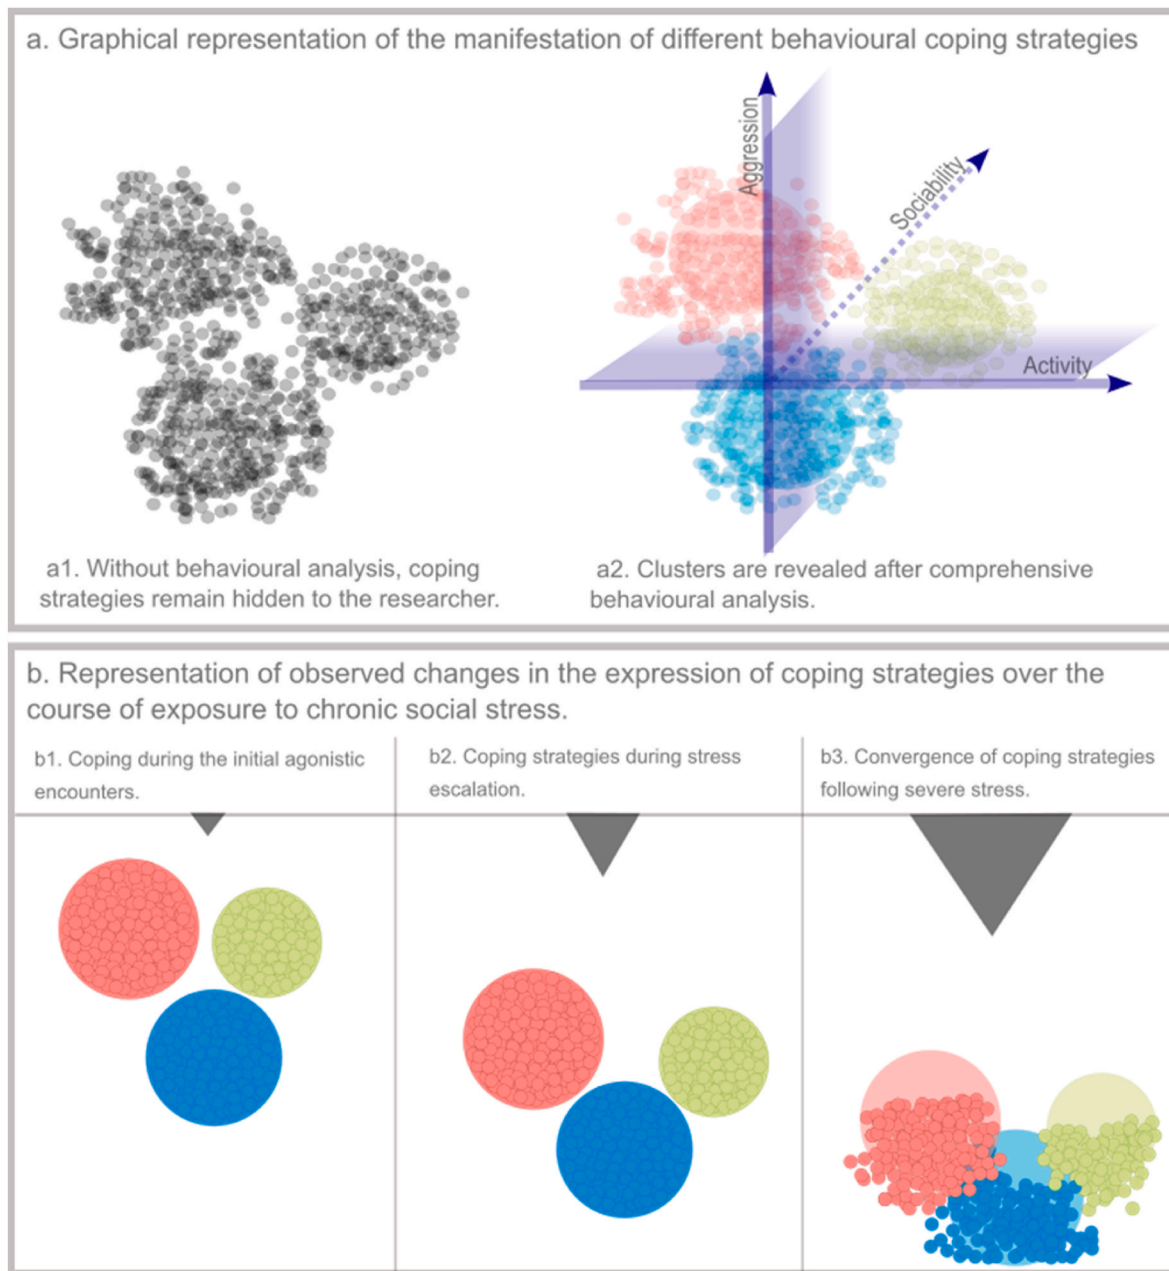 a. Graphical representation of the manifestation of different behavioural coping strategies
Aggression
Sociability
Activity
a1. Without behavioural analysis, coping
strategies remain hidden to the researcher.
a2. Clusters are revealed after comprehensive
behavioural analysis.
b. Representation of observed changes in the expression of coping strategies over the
course of exposure to chronic social stress.
b1. Coping during the initial agonistic
encounters.
b2. Coping strategies during stress
escalation.
b3. Convergence of coping strategies
following severe stress.